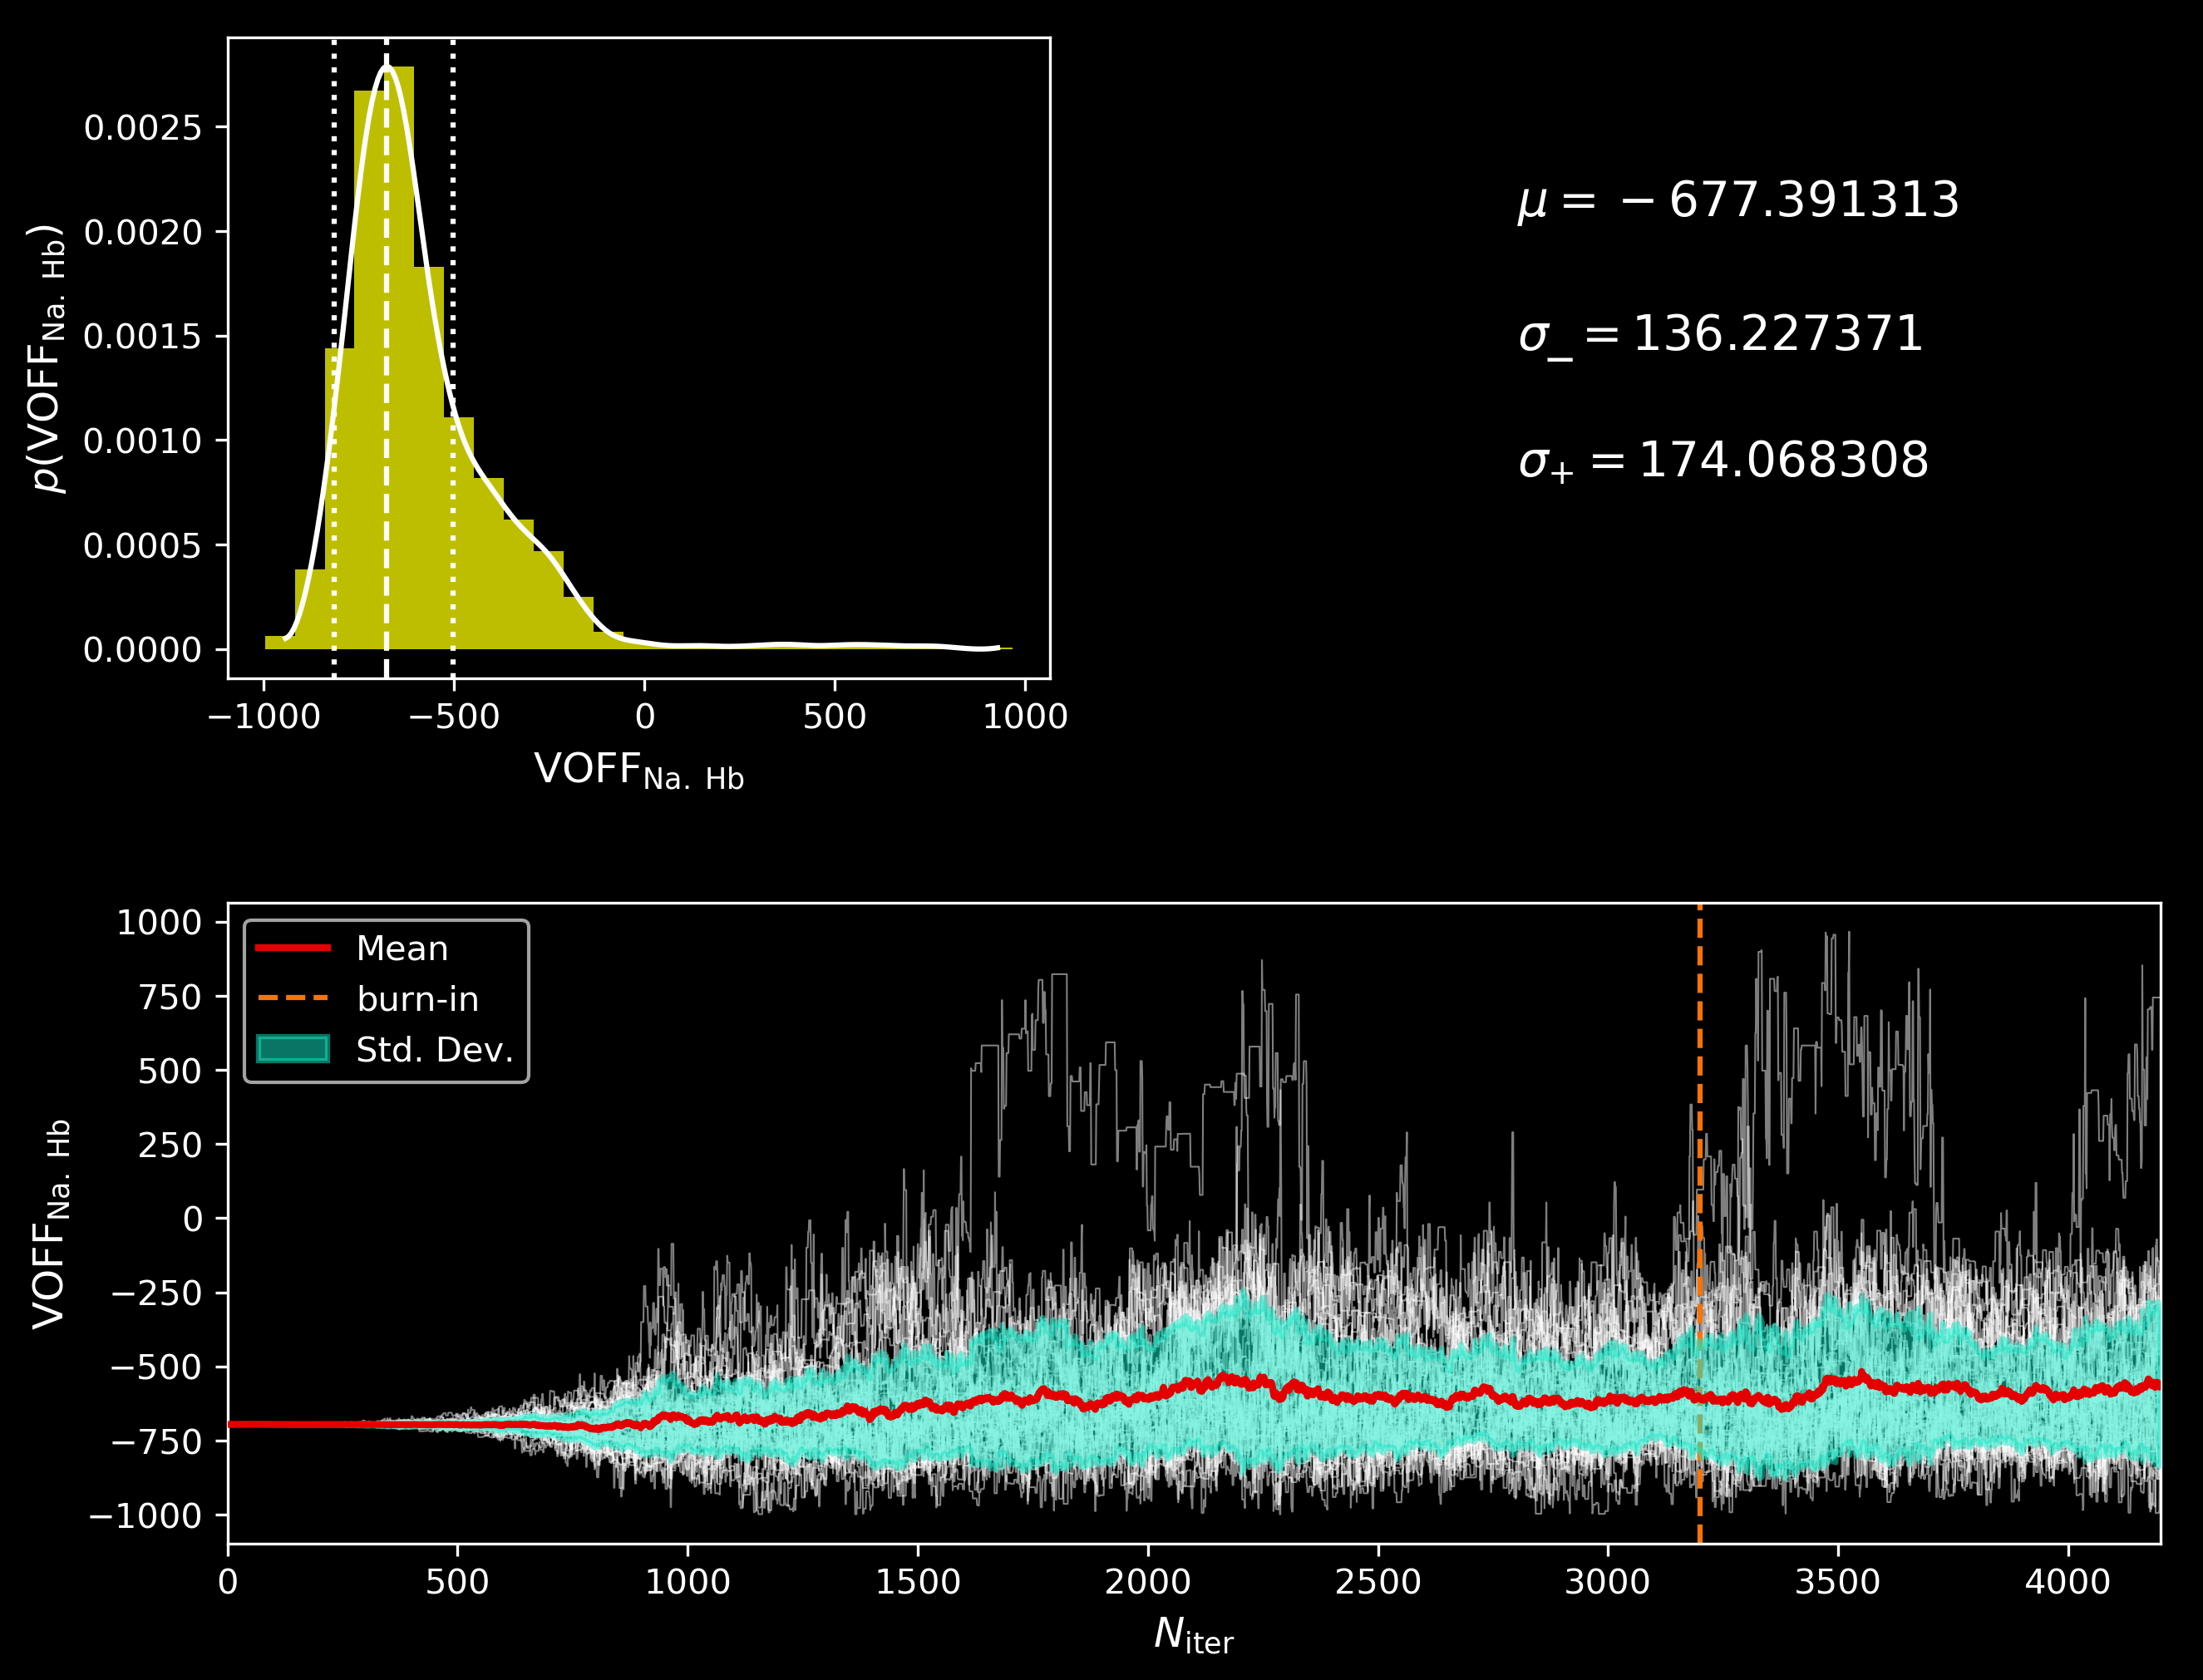 0.0025
0.0020
0.0015
0.0010
0.0005
0.0000
p(VOFF_Na. Hb)
−1000 −500 0 500 1000
VOFF_Na. Hb
μ = −677.391313
σ_− = 136.227371
σ_+ = 174.068308
1000
750
500
250
0
−250
−500
−750
−1000
VOFF_Na. Hb
Mean
burn-in
Std. Dev.
0 500 1000 1500 2000 2500 3000 3500 4000
N_iter